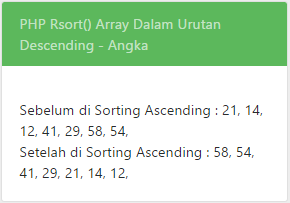 PHP Rsort() Array Dalam Urutan
Descending - Angka
Sebelum di Sorting Ascending : 21, 14,
12, 41, 29, 58, 54,
Setelah di Sorting Ascending : 58, 54,
41, 29, 21, 14, 12,